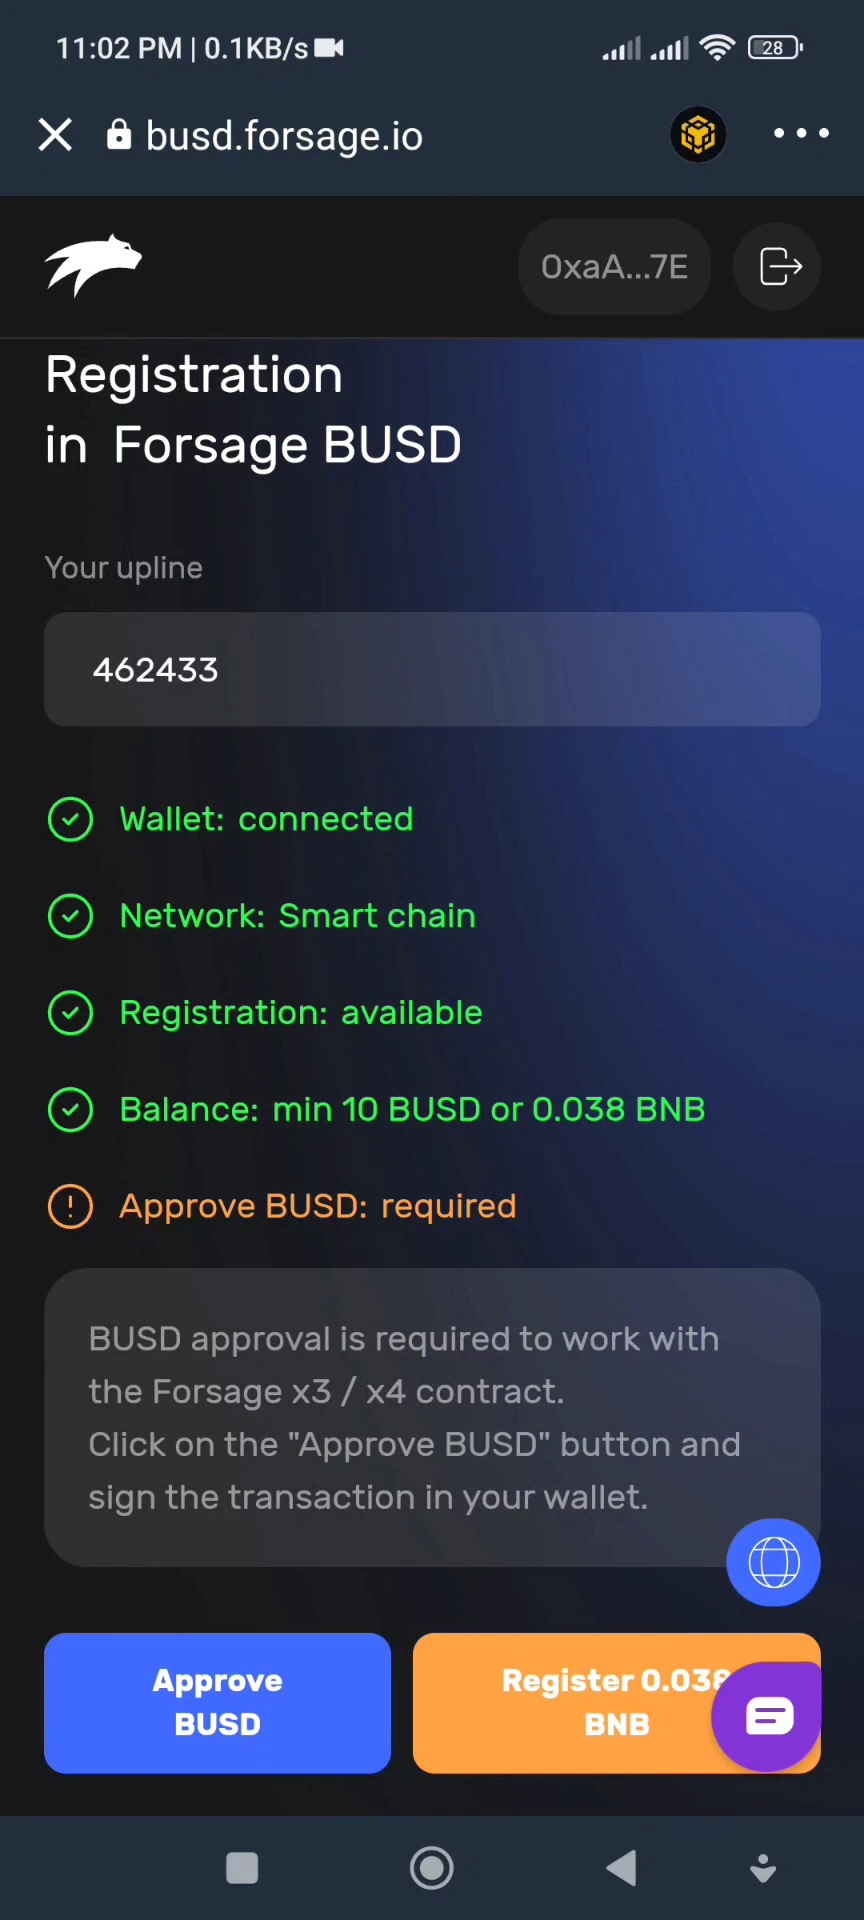 11:02 PM | 0.1KB/s
28
busd.forsage.io
0xaA...7E
Registration
in Forsage BUSD
Your upline
462433
Wallet: connected
Network: Smart chain
Registration: available
Balance: min 10 BUSD or 0.038 BNB
Approve BUSD: required
BUSD approval is required to work with
the Forsage x3 / x4 contract.
Click on the "Approve BUSD" button and
sign the transaction in your wallet.
Approve
BUSD
Register 0.038
BNB